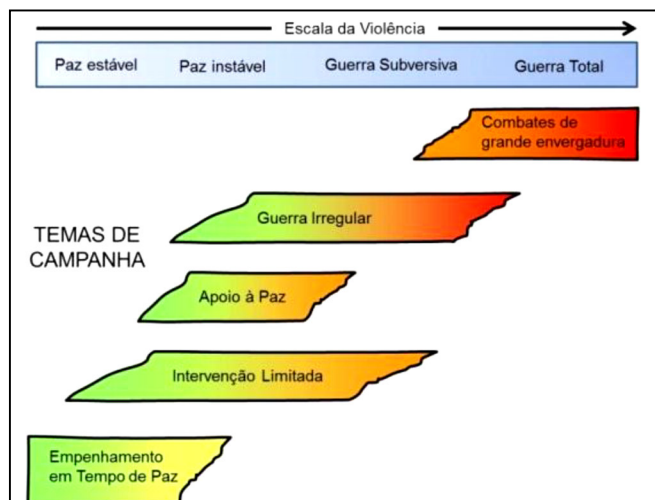 Escala da Violência
Paz estável
Paz instável
Guerra Subversiva
Guerra Total
Combates de
grande envergadura
Guerra Irregular
TEMAS DE
CAMPANHA
Apoio à Paz
Intervenção Limitada
Empenhamento
em Tempo de Paz